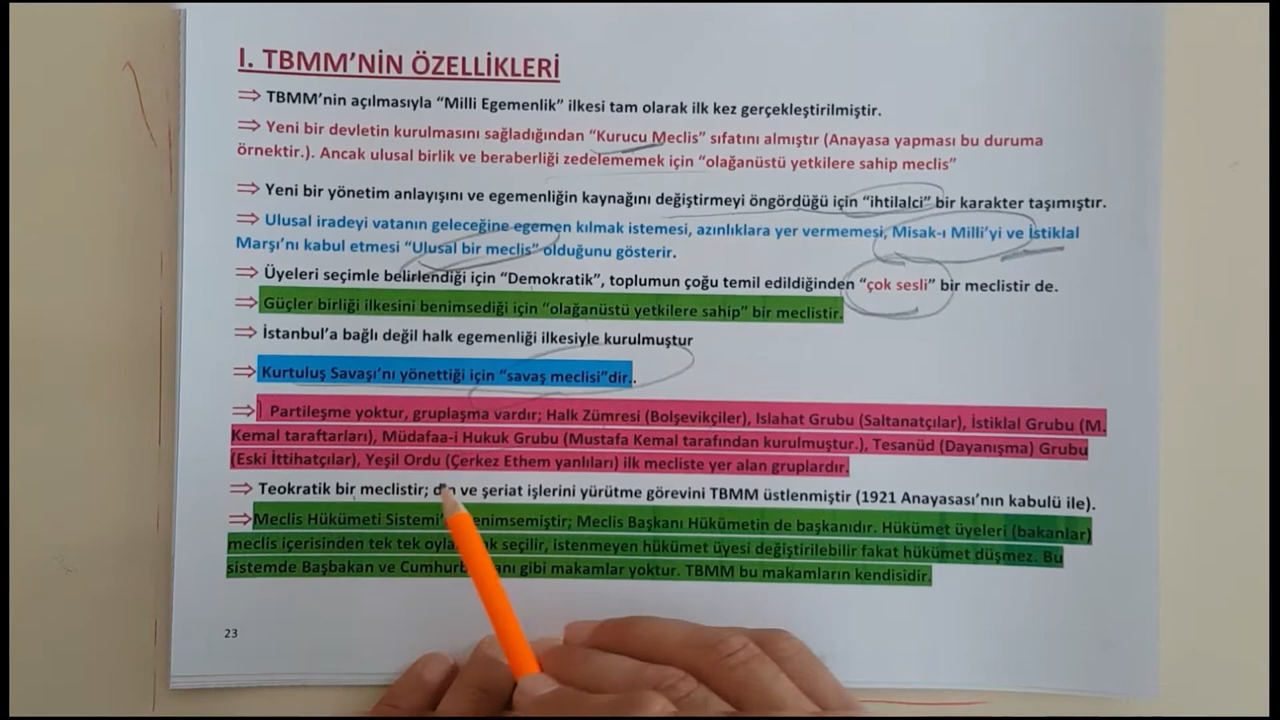 I. TBMM'NİN ÖZELLİKLERİ
⇒ TBMM'nin açılmasıyla "Milli Egemenlik" ilkesi tam olarak ilk kez gerçekleştirilmiştir.
⇒ Yeni bir devletin kurulmasını sağladığından "Kurucu Meclis" sıfatını almıştır (Anayasa yapması bu duruma
örnektir.). Ancak ulusal birlik ve beraberliği zedelememek için "olağanüstü yetkilere sahip meclis"
⇒ Yeni bir yönetim anlayışını ve egemenliğin kaynağını değiştirmeyi öngördüğü için "ihtilalci" bir karakter taşımıştır.
⇒ Ulusal iradeyi vatanın geleceğine egemen kılmak istemesi, azınlıklara yer vermemesi, Misak-ı Milli'yi ve İstiklal
Marşı'nı kabul etmesi "Ulusal bir meclis" olduğunu gösterir.
⇒ Üyeleri seçimle belirlendiği için "Demokratik", toplumun çoğu temil edildiğinden "çok sesli" bir meclistir de.
⇒ Güçler birliği ilkesini benimsediği için "olağanüstü yetkilere sahip" bir meclistir.
⇒ İstanbul'a bağlı değil halk egemenliği ilkesiyle kurulmuştur
⇒ Kurtuluş Savaşı'nı yönettiği için "savaş meclisi"dir..
⇒ Partileşme yoktur, gruplaşma vardır; Halk Zümresi (Bolşevikçiler), Islahat Grubu (Saltanatçılar), İstiklal Grubu (M.
Kemal taraftarları), Müdafaa-i Hukuk Grubu (Mustafa Kemal tarafından kurulmuştur.), Tesanüd (Dayanışma) Grubu
(Eski İttihatçılar), Yeşil Ordu (Çerkez Ethem yanlıları) ilk mecliste yer alan gruplardır.
⇒ Teokratik bir meclistir; ve şeriat işlerini yürütme görevini TBMM üstlenmiştir (1921 Anayasası'nın kabulü ile).
⇒ Meclis Hükümeti Sistemi' Meclis Başkanı Hükümetin de başkanıdır. Hükümet üyeleri (bakanlar)
meclis içerisinden tek tek seçilir, istenmeyen hükümet üyesi değiştirilebilir fakat hükümet düşmez. Bu
sistemde Başbakan ve gibi makamlar yoktur. TBMM bu makamların kendisidir.
23